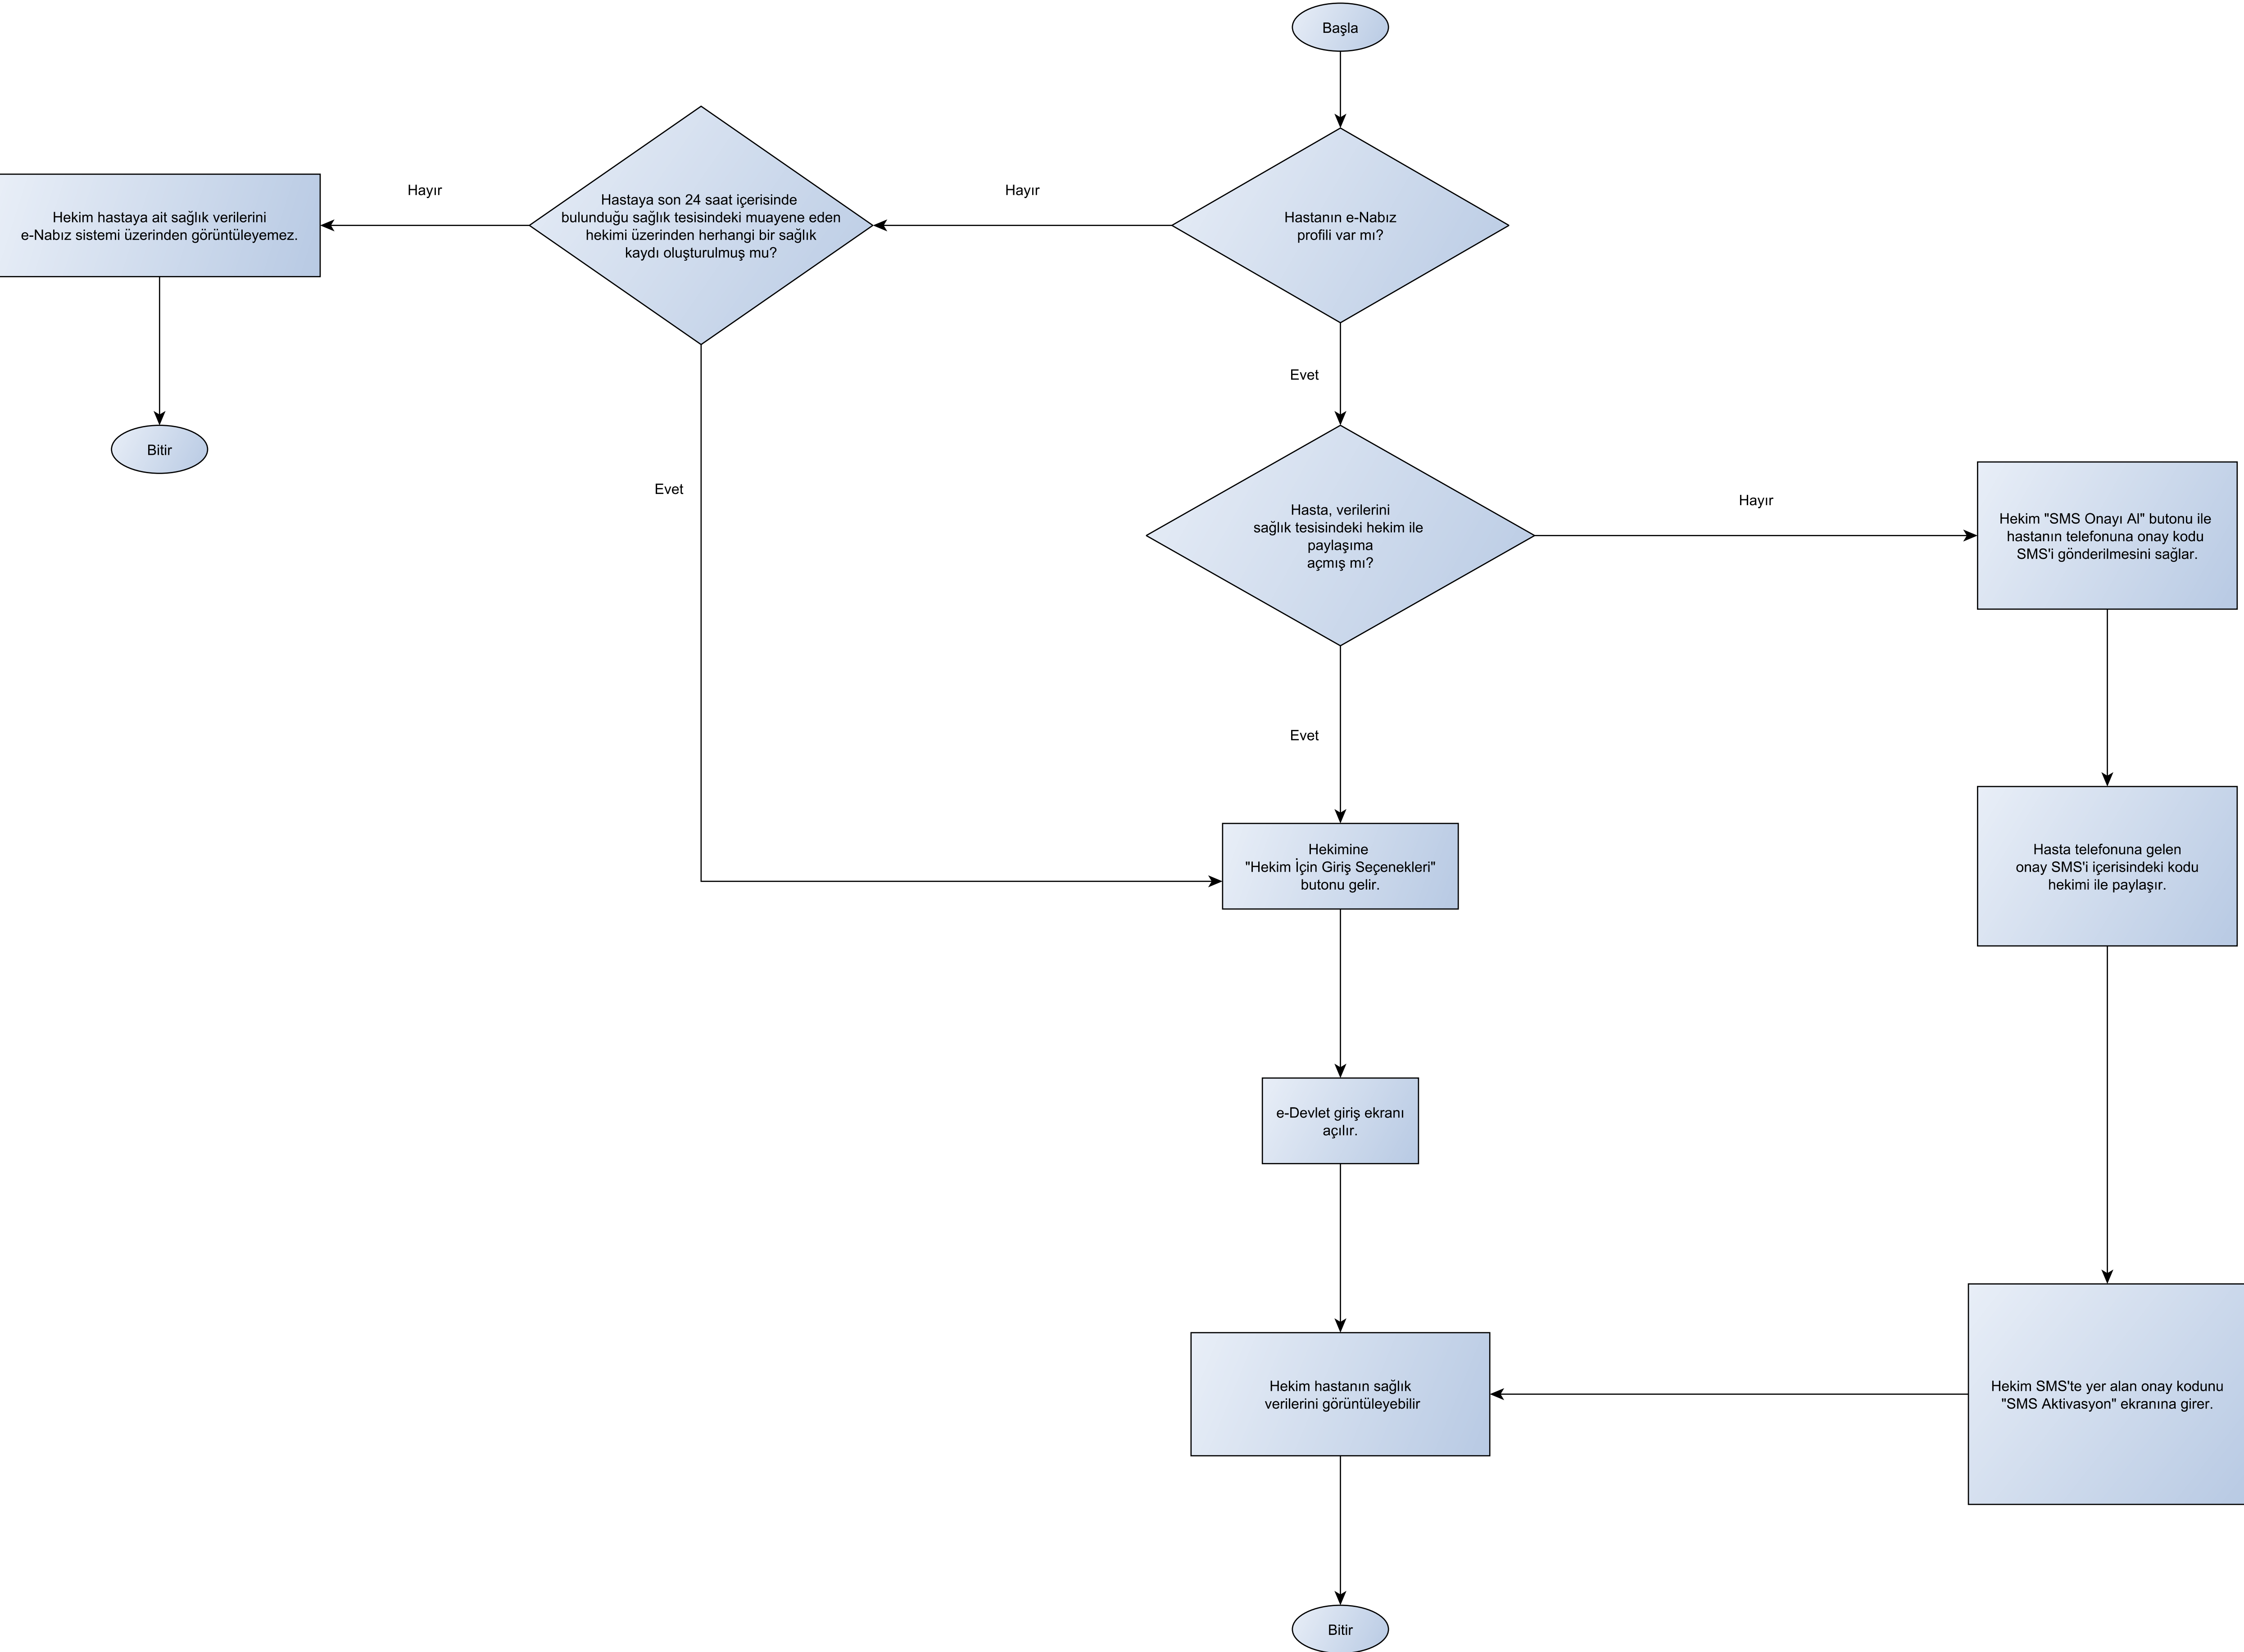 Başla
Hastanın e-Nabız
profili var mı?
Hayır
Hastaya son 24 saat içerisinde
bulunduğu sağlık tesisindeki muayene eden
hekimi üzerinden herhangi bir sağlık
kaydı oluşturulmuş mu?
Hayır
Hekim hastaya ait sağlık verilerini
e-Nabız sistemi üzerinden görüntüleyemez.
Bitir
Evet
Evet
Hasta, verilerini
sağlık tesisindeki hekim ile
paylaşıma
açmış mı?
Hayır
Hekim "SMS Onayı Al" butonu ile
hastanın telefonuna onay kodu
SMS'i gönderilmesini sağlar.
Evet
Hekimine
"Hekim İçin Giriş Seçenekleri"
butonu gelir.
Hasta telefonuna gelen
onay SMS'i içerisindeki kodu
hekimi ile paylaşır.
e-Devlet giriş ekranı
açılır.
Hekim hastanın sağlık
verilerini görüntüleyebilir
Hekim SMS'te yer alan onay kodunu
"SMS Aktivasyon" ekranına girer.
Bitir